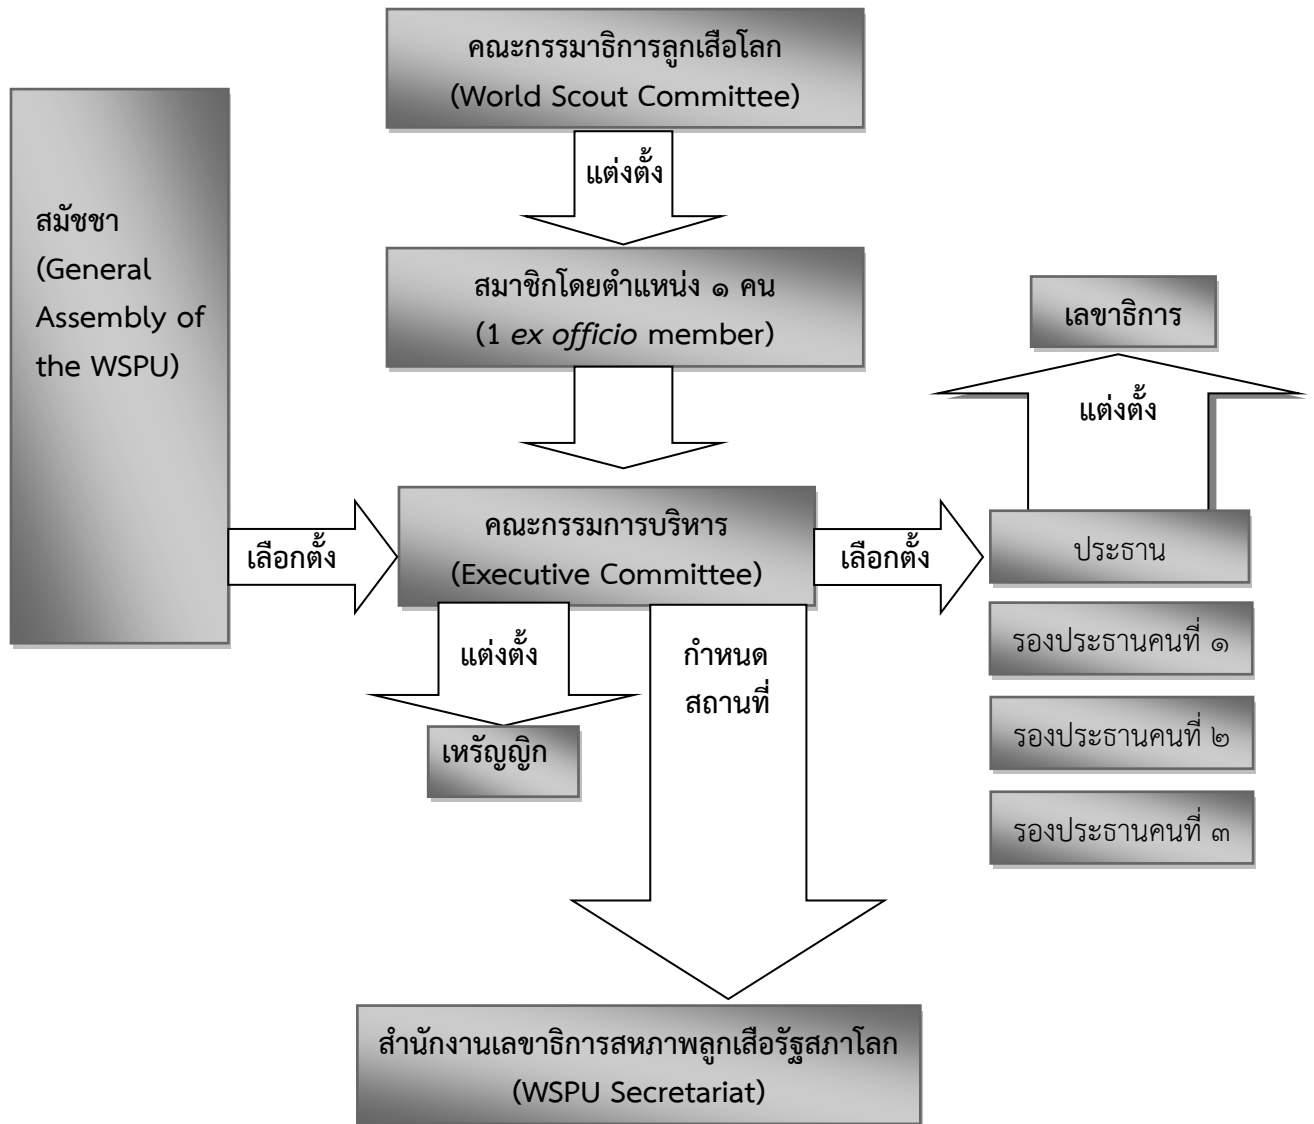 คณะกรรมาธิการลูกเสือโลก
(World Scout Committee)
แต่งตั้ง
สมาชิกโดยตำแหน่ง ๑ คน
(1 ex officio member)
สมัชชา
(General
Assembly of
the WSPU)
เลือกตั้ง
คณะกรรมการบริหาร
(Executive Committee)
เลือกตั้ง
เลขาธิการ
แต่งตั้ง
ประธาน
รองประธานคนที่ ๑
รองประธานคนที่ ๒
รองประธานคนที่ ๓
แต่งตั้ง
เหรัญญิก
กำหนด
สถานที่
สำนักงานเลขาธิการสหภาพลูกเสือรัฐสภาโลก
(WSPU Secretariat)